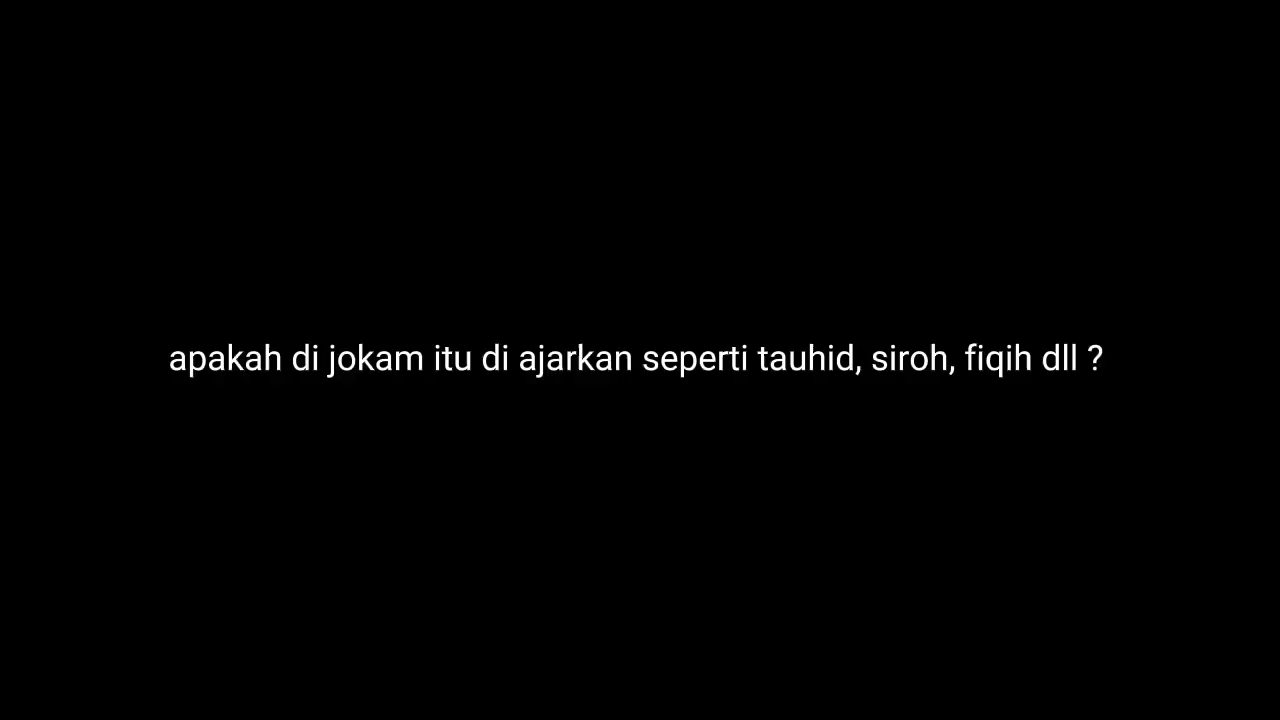 apakah di jokam itu di ajarkan seperti tauhid, siroh, fiqih dll ?